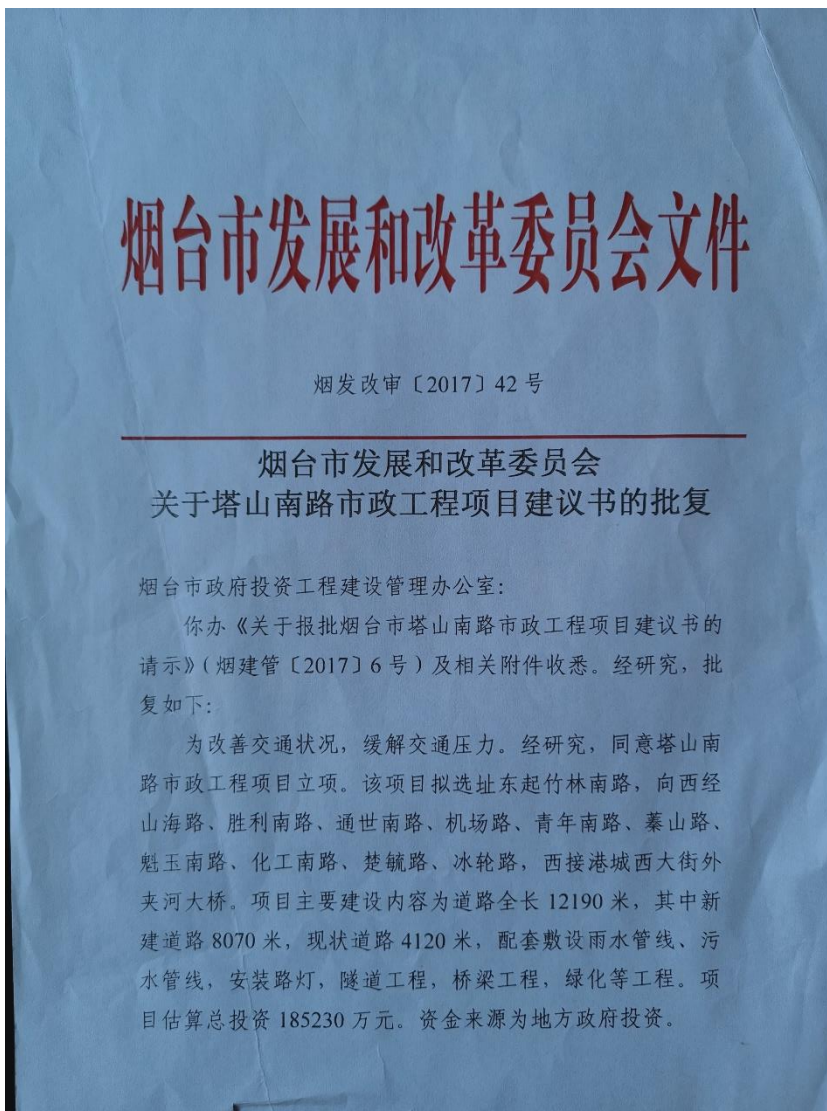 烟台市发展和改革委员会文件
烟发改审〔2017〕42 号
烟台市发展和改革委员会
关于塔山南路市政工程项目建议书的批复
烟台市政府投资工程建设管理办公室：
你办《关于报批烟台市塔山南路市政工程项目建议书的
请示》（烟建管〔2017〕6 号）及相关附件收悉。经研究，批
复如下：
为改善交通状况，缓解交通压力。经研究，同意塔山南
路市政工程项目立项。该项目拟选址东起竹林南路，向西经
山海路、胜利南路、通世南路、机场路、青年南路、蓁山路、
魁玉南路、化工南路、楚毓路、冰轮路，西接港城西大街外
夹河大桥。项目主要建设内容为道路全长 12190 米，其中新
建道路 8070 米，现状道路 4120 米，配套敷设雨水管线、污
水管线，安装路灯，隧道工程，桥梁工程，绿化等工程。项
目估算总投资 185230 万元。资金来源为地方政府投资。